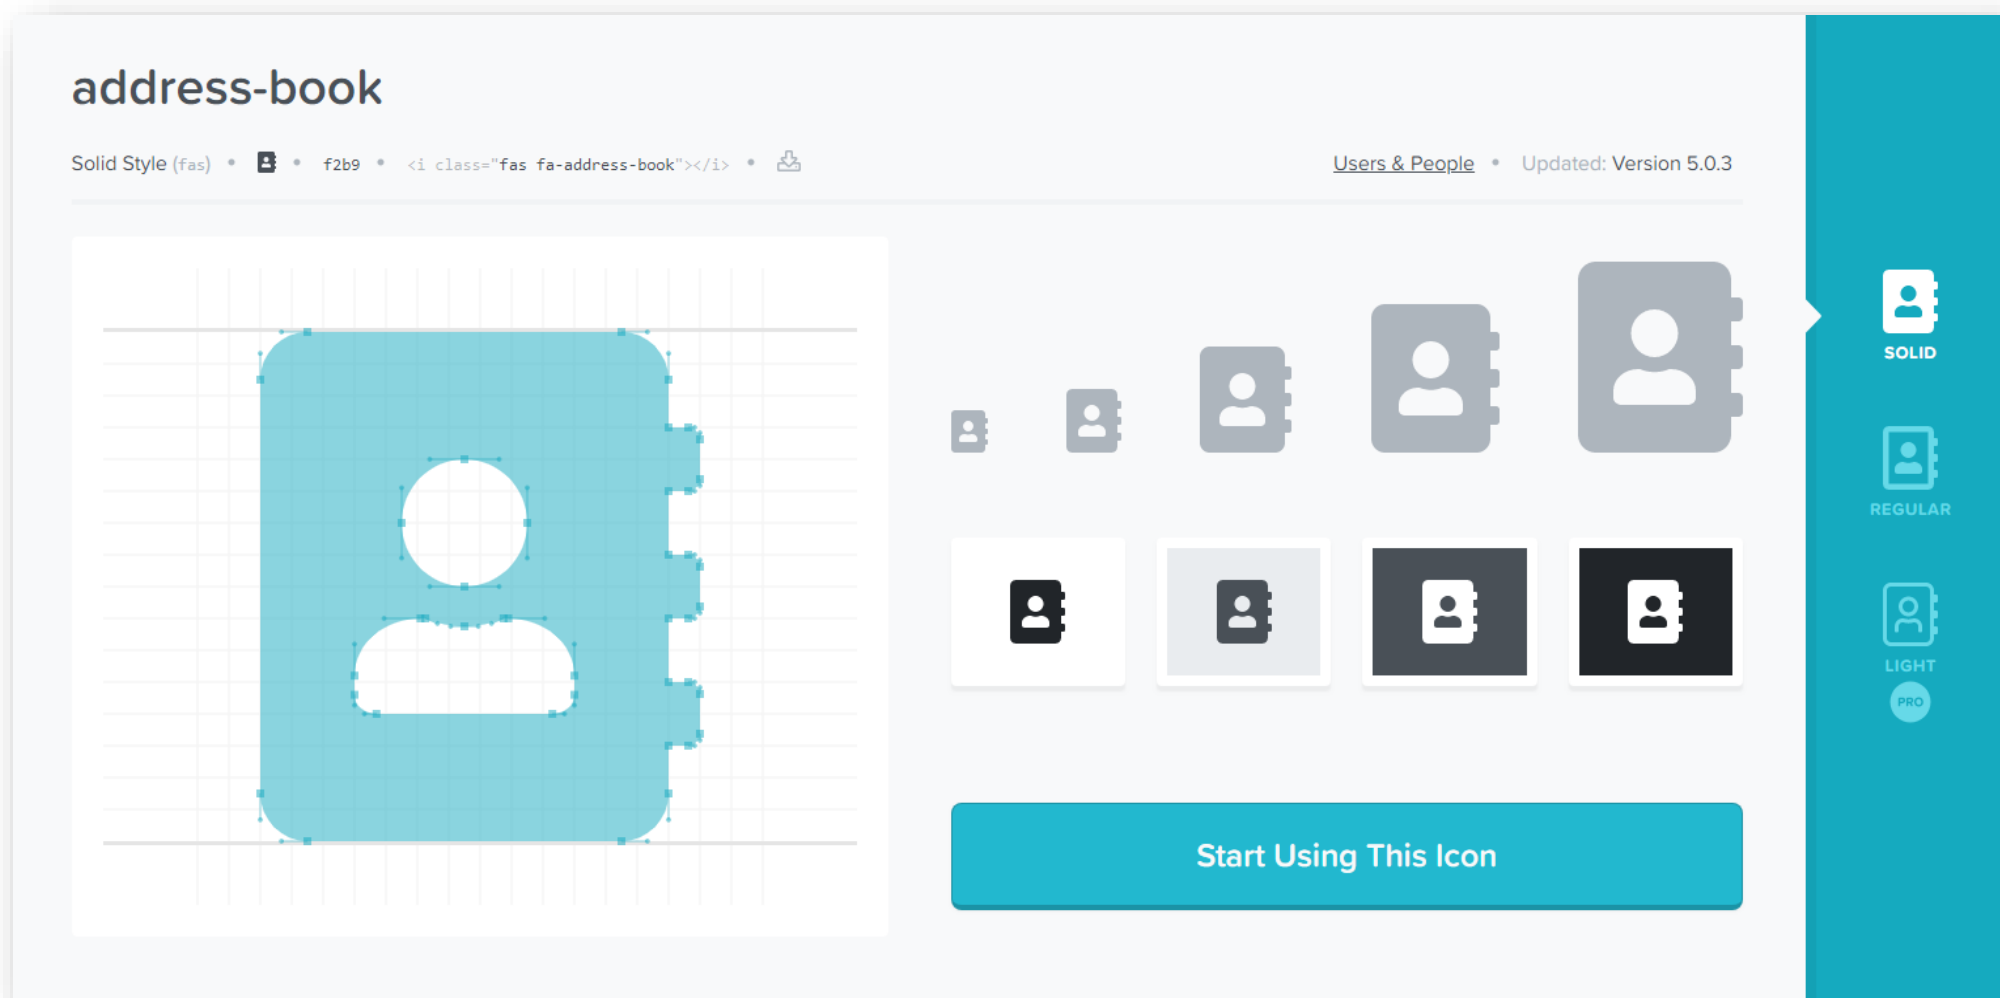 address-book
Solid Style (fas) • • f2b9 • <i class="fas fa-address-book"></i> •
Users & People • Updated: Version 5.0.3
SOLID
REGULAR
LIGHT
PRO
Start Using This Icon